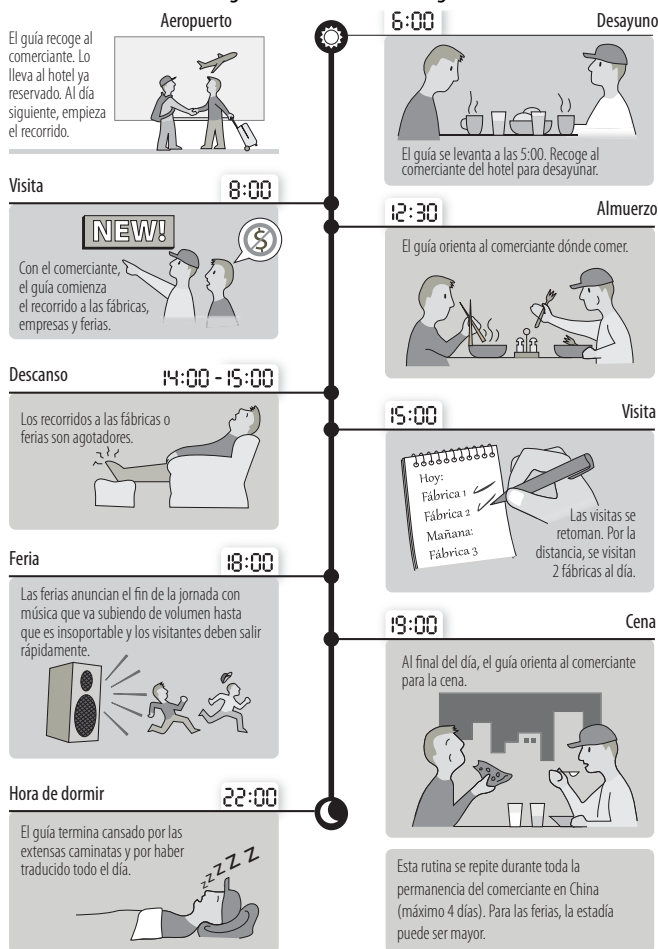 Aeropuerto
El guía recoge al
comerciante. Lo
lleva al hotel ya
reservado. Al día
siguiente, empieza
el recorrido.
6:00
Desayuno
El guía se levanta a las 5:00. Recoge al
comerciante del hotel para desayunar.
Visita
8:00
NEW!
$
Con el comerciante,
el guía comienza
el recorrido a las fábricas,
empresas y ferias.
12:30
Almuerzo
El guía orienta al comerciante dónde comer.
Descanso
14:00 - 15:00
Los recorridos a las fábricas o
ferias son agotadores.
15:00
Visita
Hoy:
Fábrica 1
Fábrica 2
Mañana:
Fábrica 3
Las visitas se
retoman. Por la
distancia, se visitan
2 fábricas al día.
Feria
18:00
Las ferias anuncian el fin de la jornada con
música que va subiendo de volumen hasta
que es insoportable y los visitantes deben salir
rápidamente.
19:00
Cena
Al final del día, el guía orienta al comerciante
para la cena.
Hora de dormir
22:00
El guía termina cansado por las
extensas caminatas y por haber
traducido todo el día.
zzzZZZ
Esta rutina se repite durante toda la
permanencia del comerciante en China
(máximo 4 días). Para las ferias, la estadía
puede ser mayor.